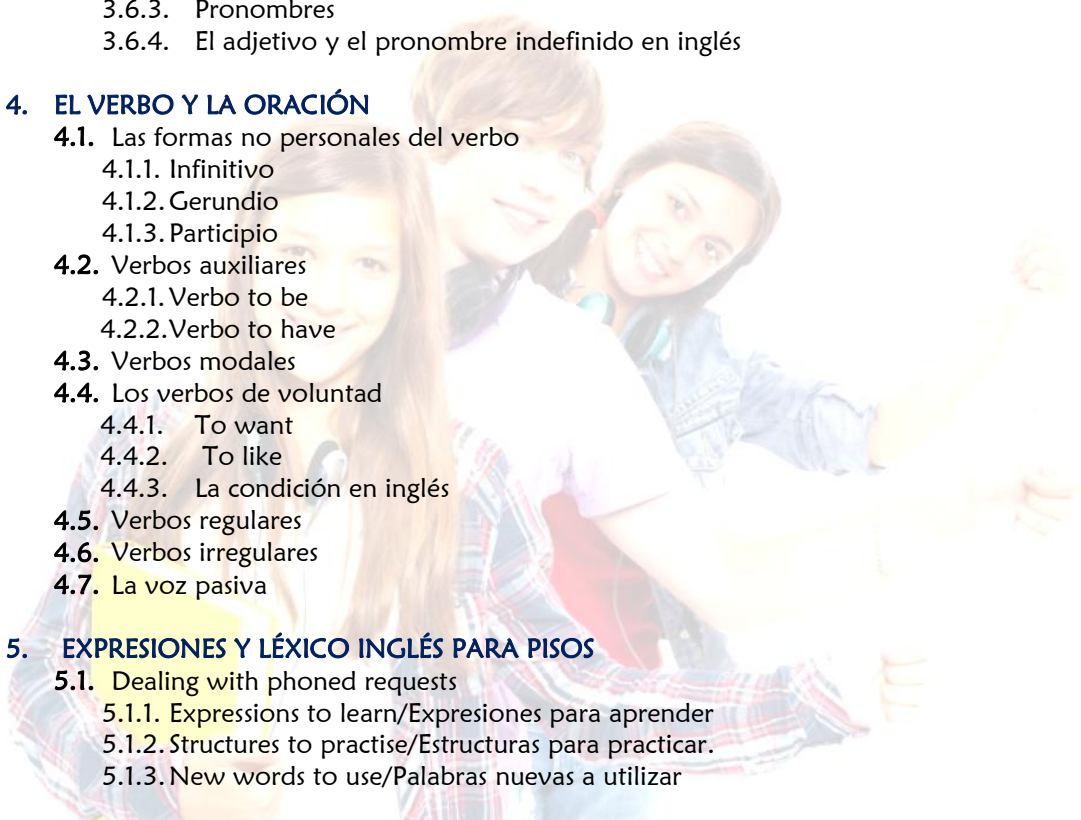 3.6.3. Pronombres
3.6.4. El adjetivo y el pronombre indefinido en inglés
4. EL VERBO Y LA ORACIÓN
4.1. Las formas no personales del verbo
4.1.1. Infinitivo
4.1.2. Gerundio
4.1.3. Participio
4.2. Verbos auxiliares
4.2.1. Verbo to be
4.2.2. Verbo to have
4.3. Verbos modales
4.4. Los verbos de voluntad
4.4.1. To want
4.4.2. To like
4.4.3. La condición en inglés
4.5. Verbos regulares
4.6. Verbos irregulares
4.7. La voz pasiva
5. EXPRESIONES Y LÉXICO INGLÉS PARA PISOS
5.1. Dealing with phoned requests
5.1.1. Expressions to learn/Expresiones para aprender
5.1.2. Structures to practise/Estructuras para practicar.
5.1.3. New words to use/Palabras nuevas a utilizar